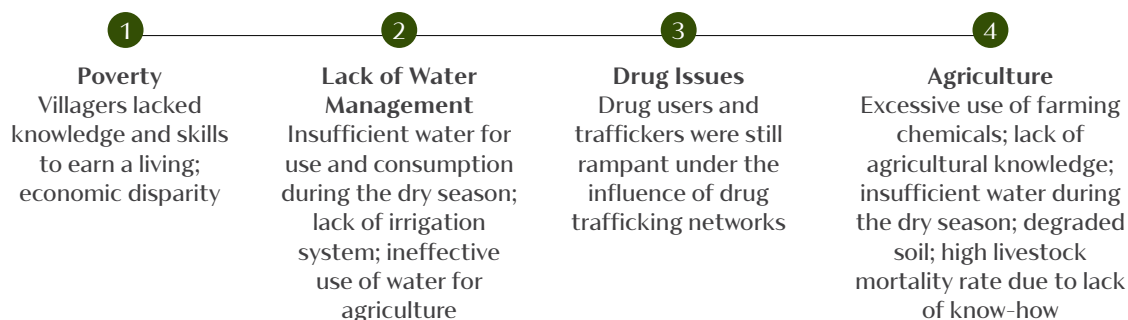 1
Poverty
Villagers lacked
knowledge and skills
to earn a living;
economic disparity
2
Lack of Water
Management
Insufficient water for
use and consumption
during the dry season;
lack of irrigation
system; ineffective
use of water for
agriculture
3
Drug Issues
Drug users and
traffickers were still
rampant under the
influence of drug
trafficking networks
4
Agriculture
Excessive use of farming
chemicals; lack of
agricultural knowledge;
insufficient water during
the dry season; degraded
soil; high livestock
mortality rate due to lack
of know-how